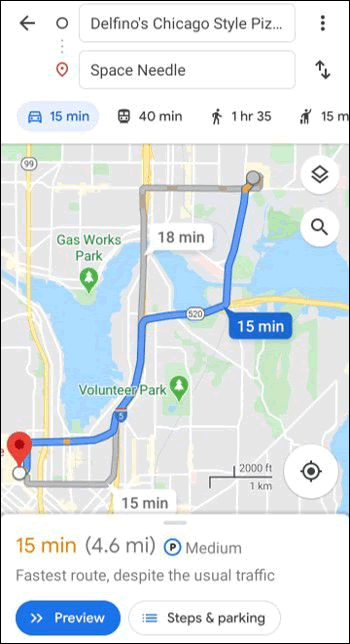 Delfino's Chicago Style Piz...
Space Needle
15 min
40 min
1 hr 35
15 m
99
Gas Works
Park
18 min
520
15 min
Volunteer Park
5
2000 ft
1 km
15 min
15 min (4.6 mi) P Medium
Fastest route, despite the usual traffic
Preview
Steps & parking